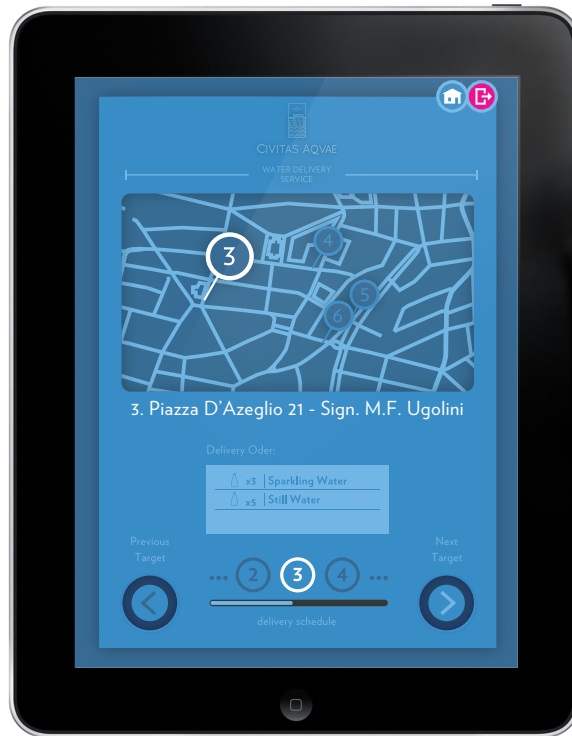 CIVITAS AQVAE
WATER DELIVERY
SERVICE
3
4
5
6
3. Piazza D'Azeglio 21 - Sign. M.F. Ugolini
Delivery Oder:
x3 | Sparkling Water
x5 | Still Water
Previous
Target
Next
Target
... 2 3 4 ...
delivery schedule